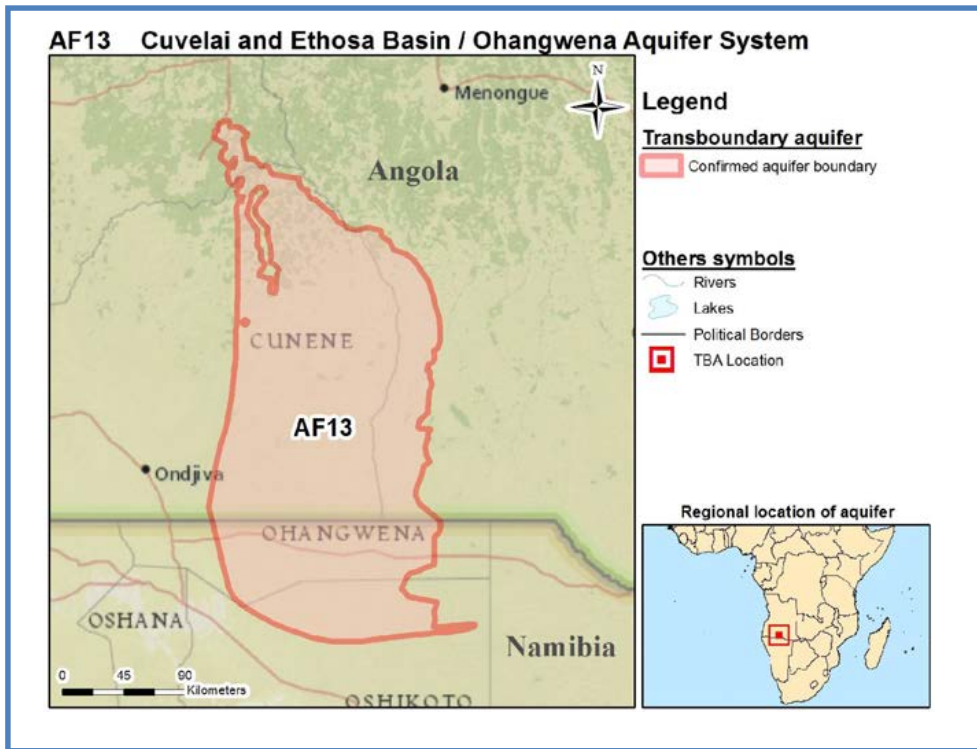 AF13 Cuvelai and Ethosa Basin / Ohangwena Aquifer System
N
Menongue
Angola
CUNENE
AF13
Ondjiva
OHANGWENA
OSHANA
Namibia
0 45 90
Kilometers
OSHIKOTO
Legend
Transboundary aquifer
Confirmed aquifer boundary
Others symbols
Rivers
Lakes
Political Borders
TBA Location
Regional location of aquifer